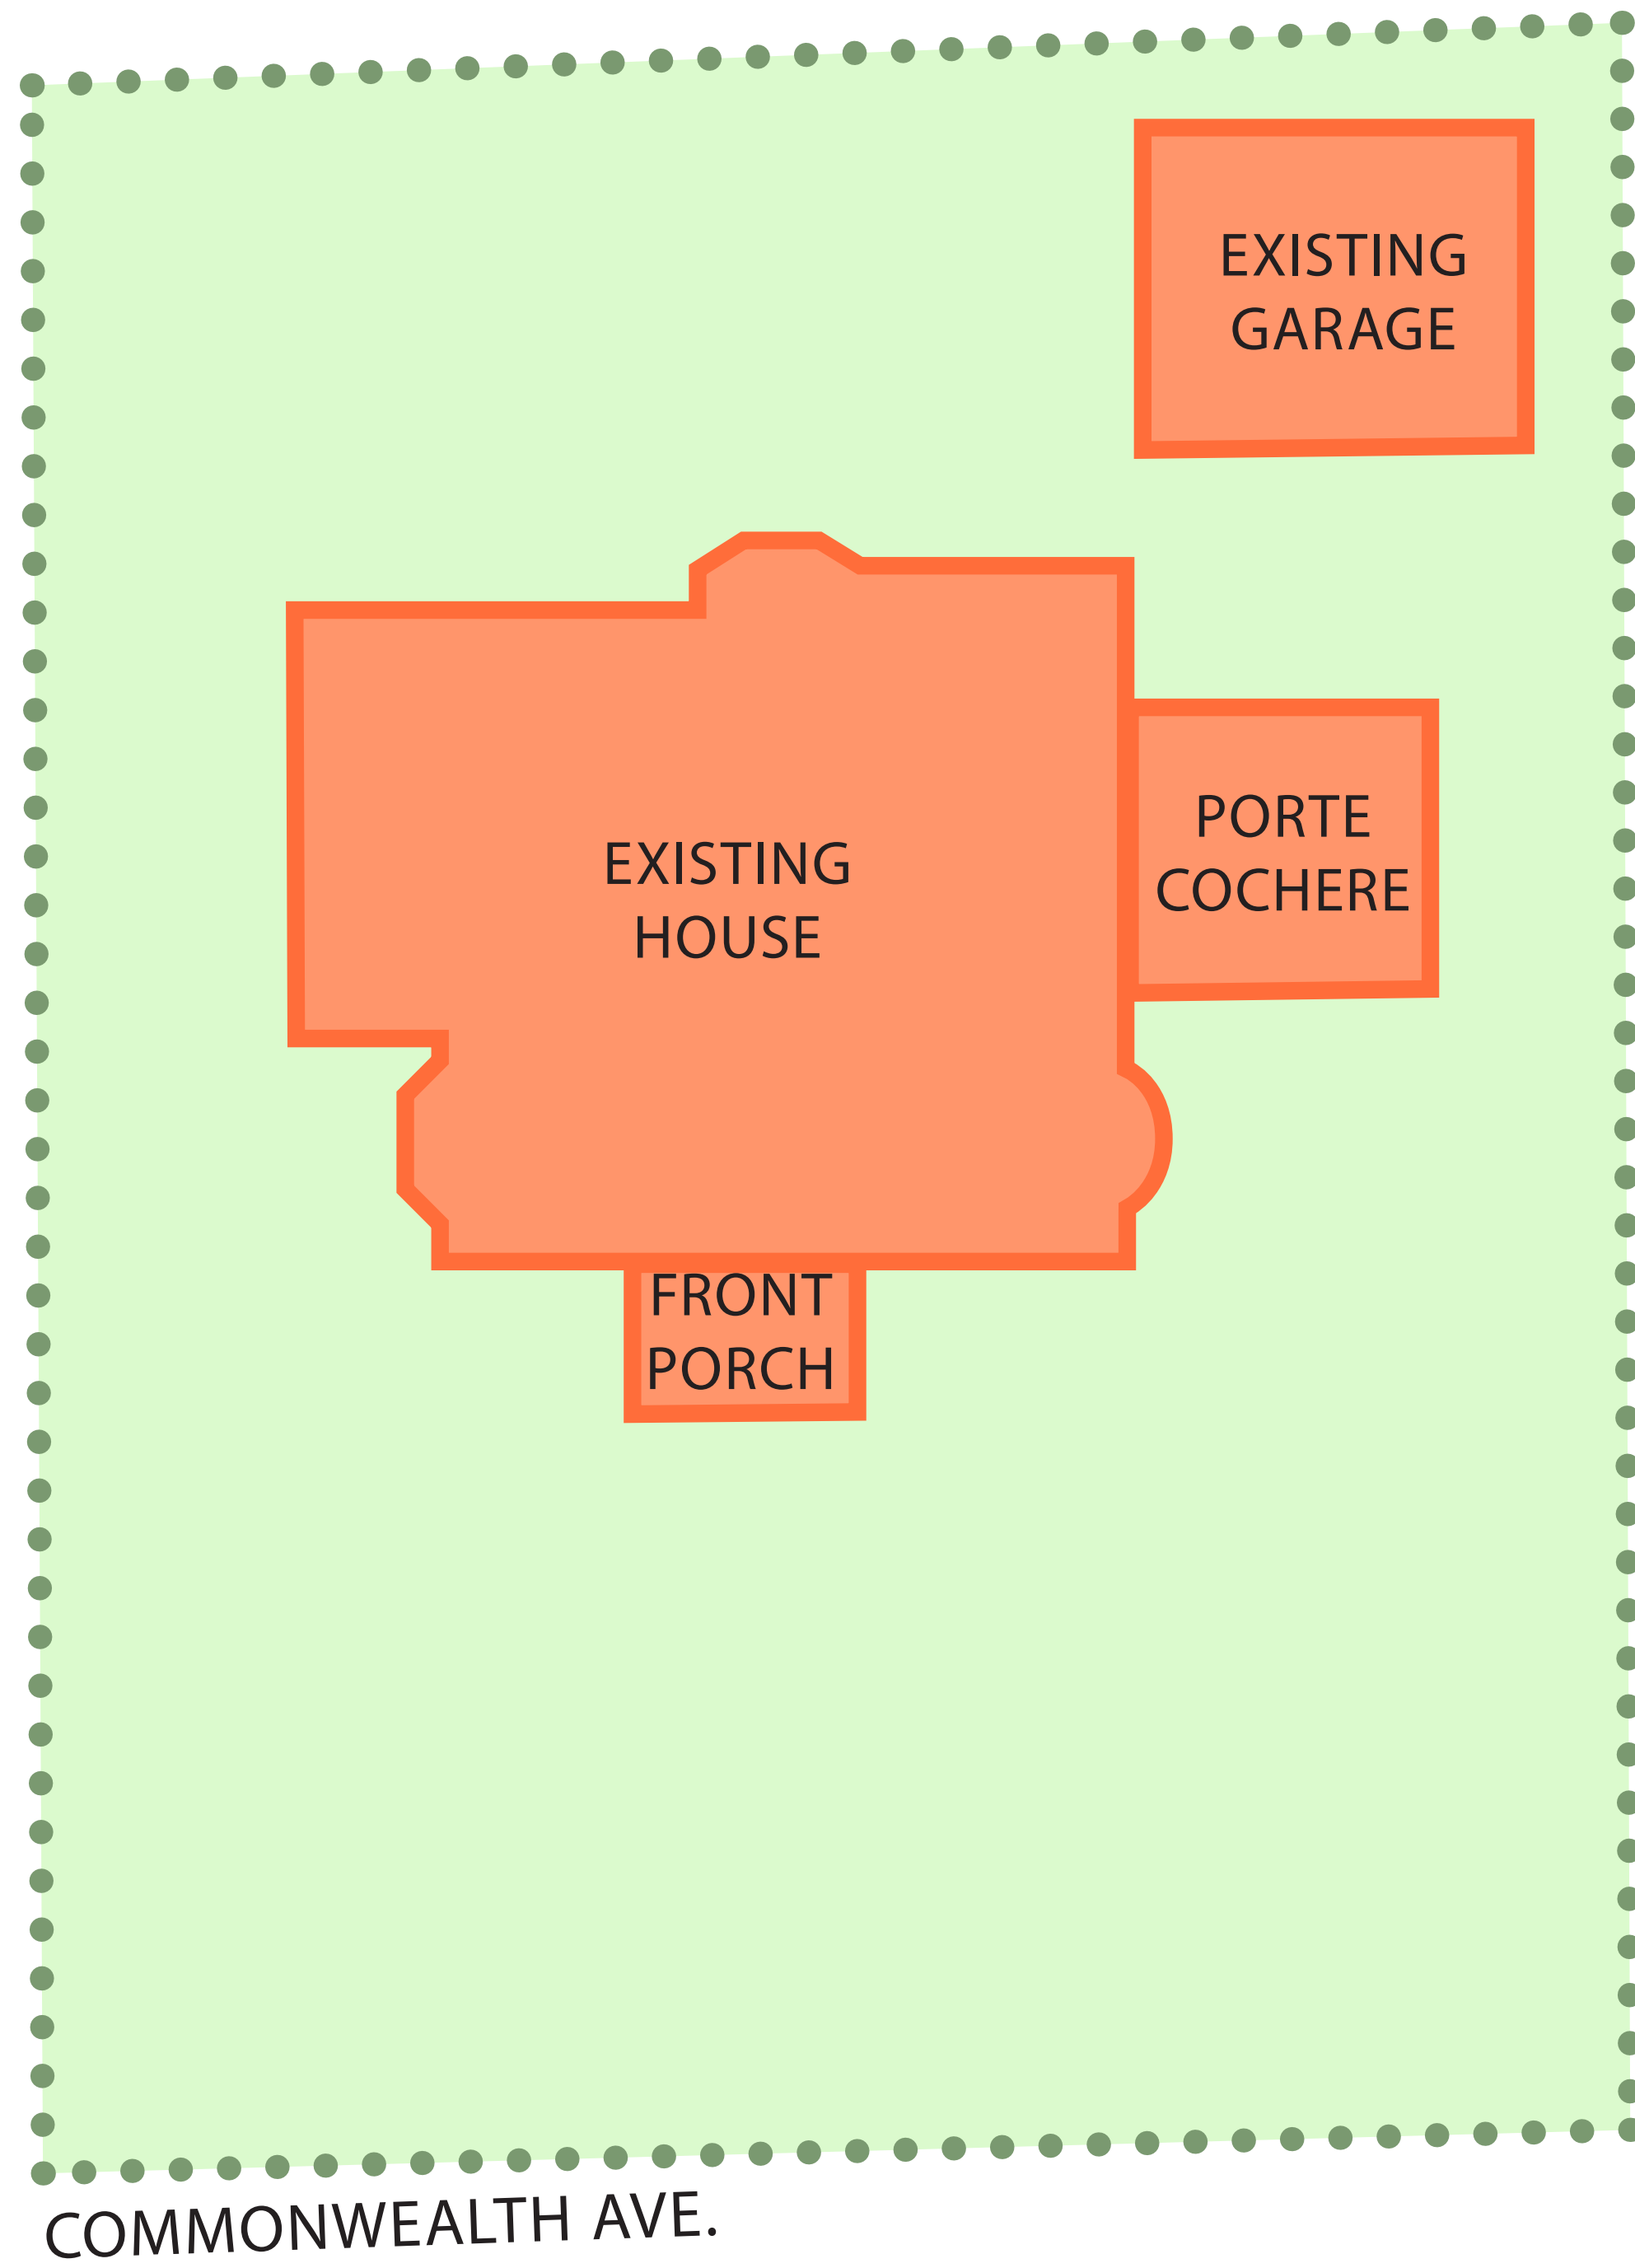 EXISTING
GARAGE
PORTE
COCHERE
EXISTING
HOUSE
FRONT
PORCH
COMMONWEALTH AVE.